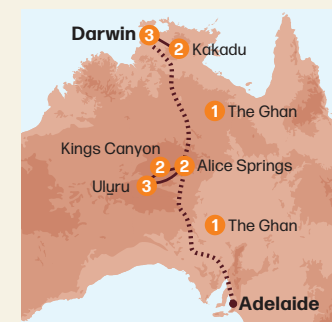 Darwin 3
2 Kakadu
1 The Ghan
Kings Canyon 2
2 Alice Springs
Uluru 3
1 The Ghan
Adelaide